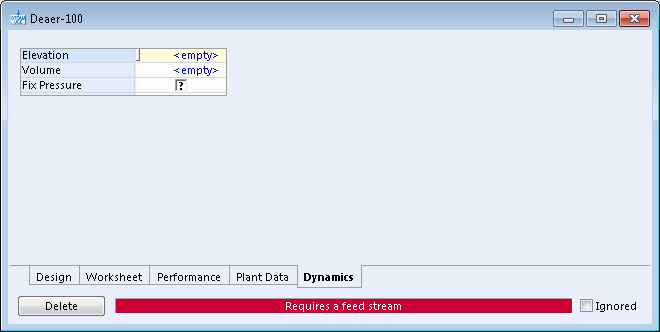 Deaer-100
Elevation <empty>
Volume <empty>
Fix Pressure ?
Design Worksheet Performance Plant Data Dynamics
Delete Requires a feed stream Ignored